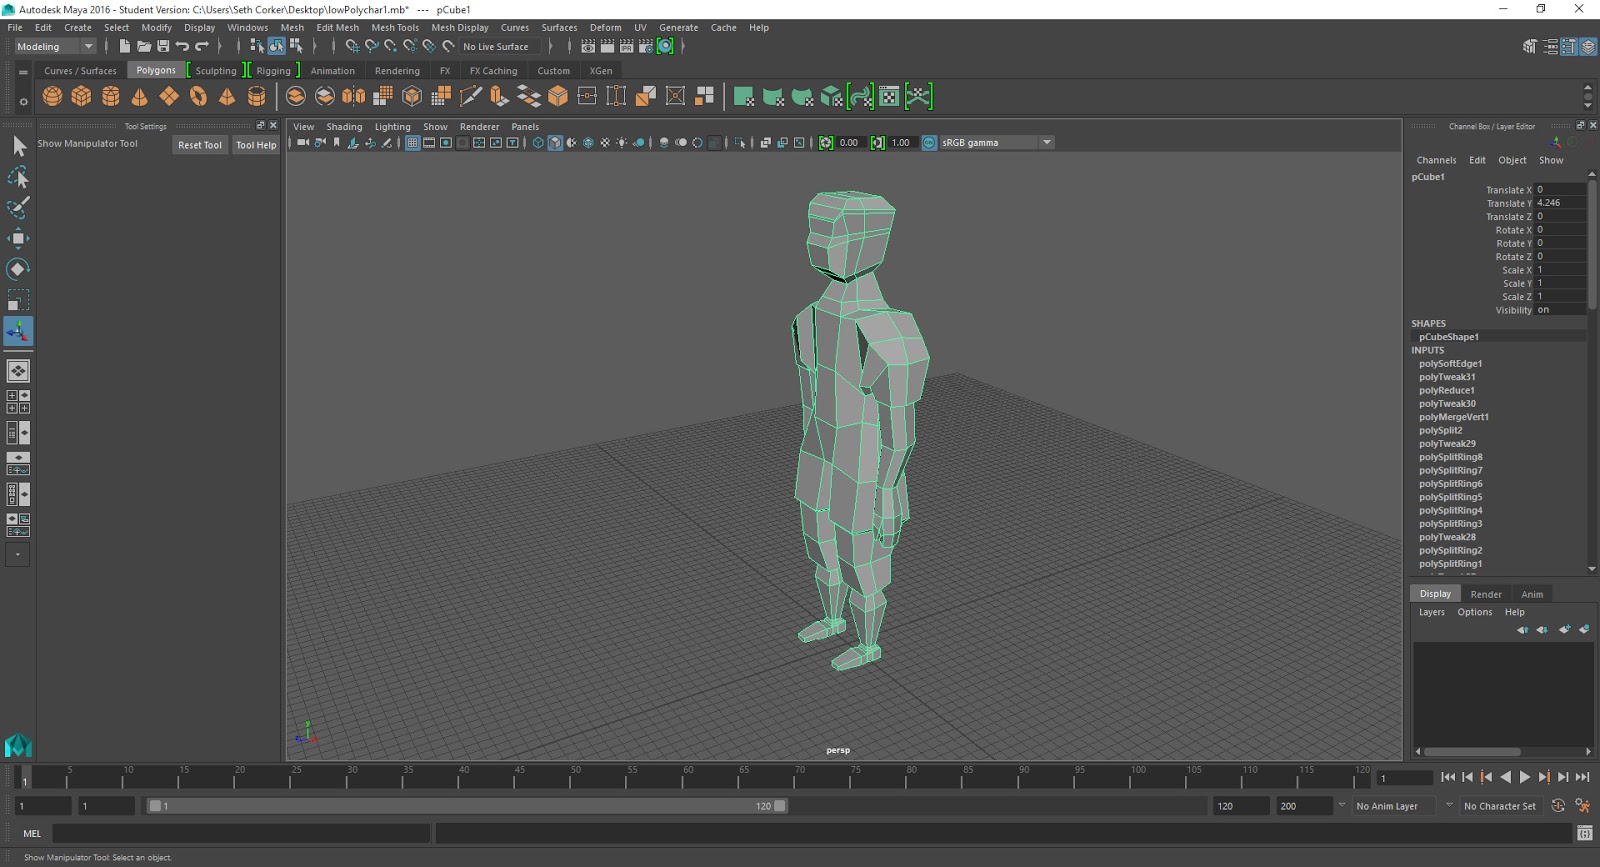 Autodesk Maya 2016 - Student Version: C:\Users\Seth Corker\Desktop\lowPolychar1.mb*  ---  pCube1
File Edit Create Select Modify Display Windows Mesh Edit Mesh Mesh Tools Mesh Display Curves Surfaces Deform UV Generate Cache Help
Modeling No Live Surface
Curves / Surfaces Polygons Sculpting Rigging Animation Rendering FX FX Caching Custom XGen
Tool Settings
Show Manipulator Tool Reset Tool Tool Help
View Shading Lighting Show Renderer Panels
0.00 1.00 sRGB gamma
persp
Channel Box / Layer Editor
Channels Edit Object Show
pCube1
Translate X 0
Translate Y 4.246
Translate Z 0
Rotate X 0
Rotate Y 0
Rotate Z 0
Scale X 1
Scale Y 1
Scale Z 1
Visibility on
SHAPES
pCubeShape1
INPUTS
polySoftEdge1
polyTweak31
polyReduce1
polyTweak30
polyMergeVert1
polySplit2
polyTweak29
polySplitRing8
polySplitRing7
polySplitRing6
polySplitRing5
polySplitRing4
polySplitRing3
polyTweak28
polySplitRing2
polySplitRing1
Display Render Anim
Layers Options Help
1 5 10 15 20 25 30 35 40 45 50 55 60 65 70 75 80 85 90 95 100 105 110 115 120 1
1 1 1 120 120 200 No Anim Layer No Character Set
MEL
Show Manipulator Tool: Select an object.